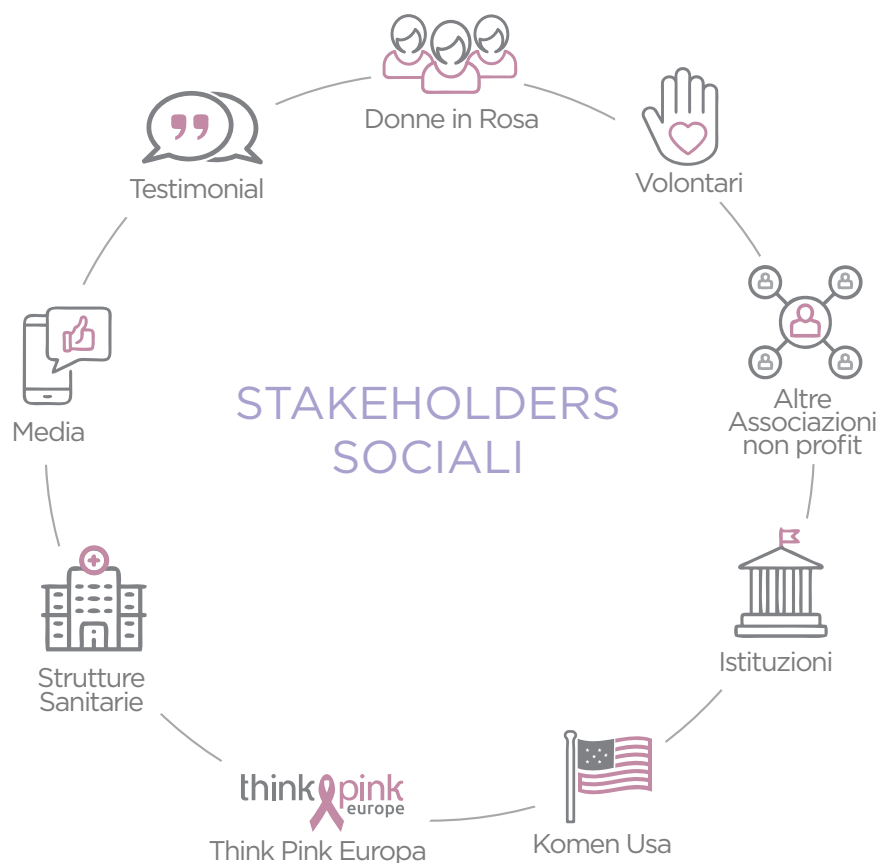 Donne in Rosa
Volontari
Testimonial
Altre
Associazioni
non profit
Media
STAKEHOLDERS
SOCIALI
Istituzioni
Strutture
Sanitarie
think pink
europe
Think Pink Europa
Komen Usa